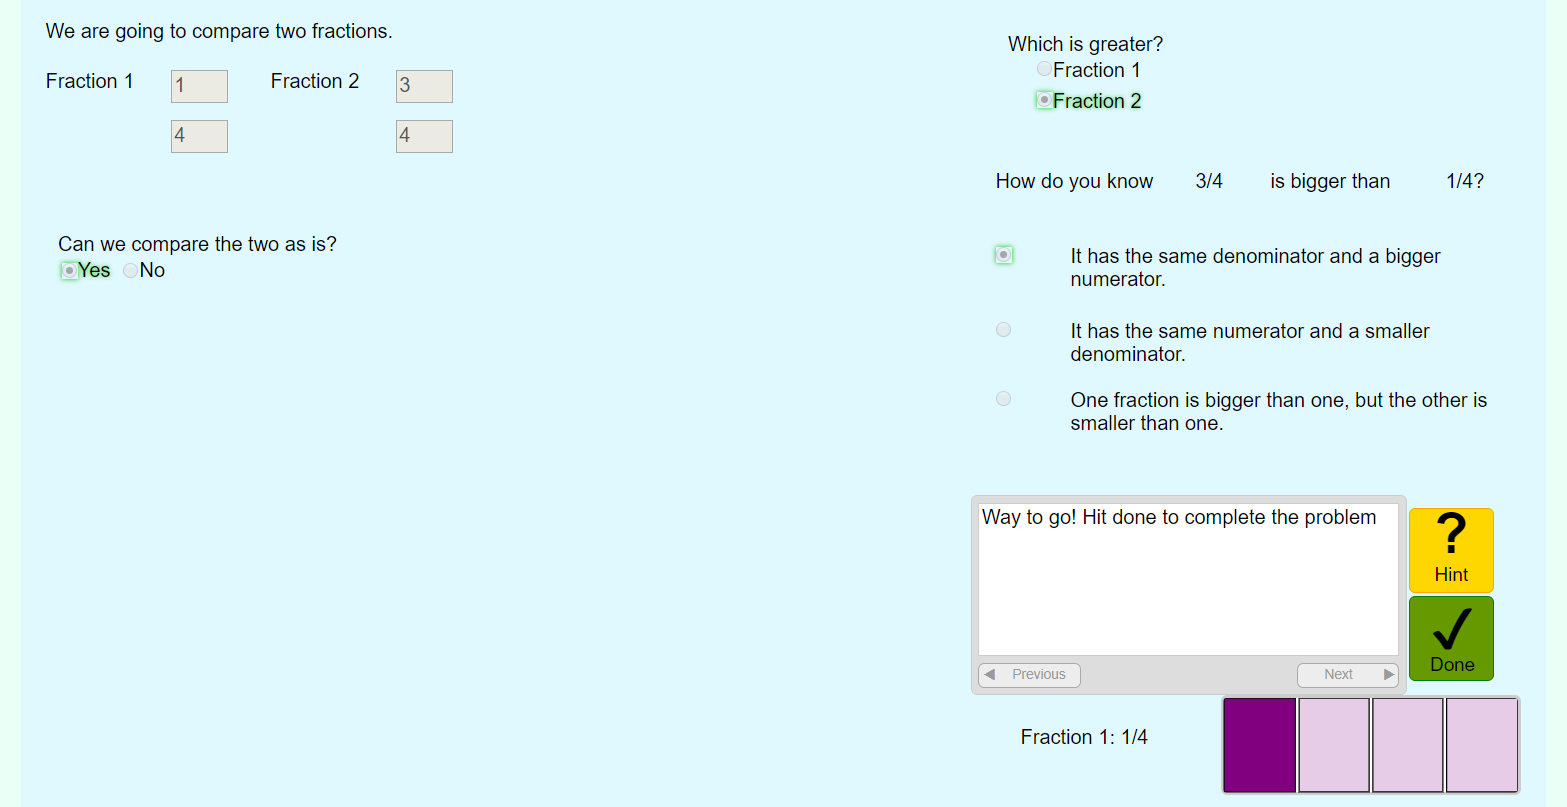 We are going to compare two fractions.
Fraction 1
1
4
Fraction 2
3
4
Can we compare the two as is?
Yes No
Which is greater?
Fraction 1
Fraction 2
How do you know 3/4 is bigger than 1/4?
It has the same denominator and a bigger
numerator.
It has the same numerator and a smaller
denominator.
One fraction is bigger than one, but the other is
smaller than one.
Way to go! Hit done to complete the problem
Previous
Next
?
Hint
Done
Fraction 1: 1/4